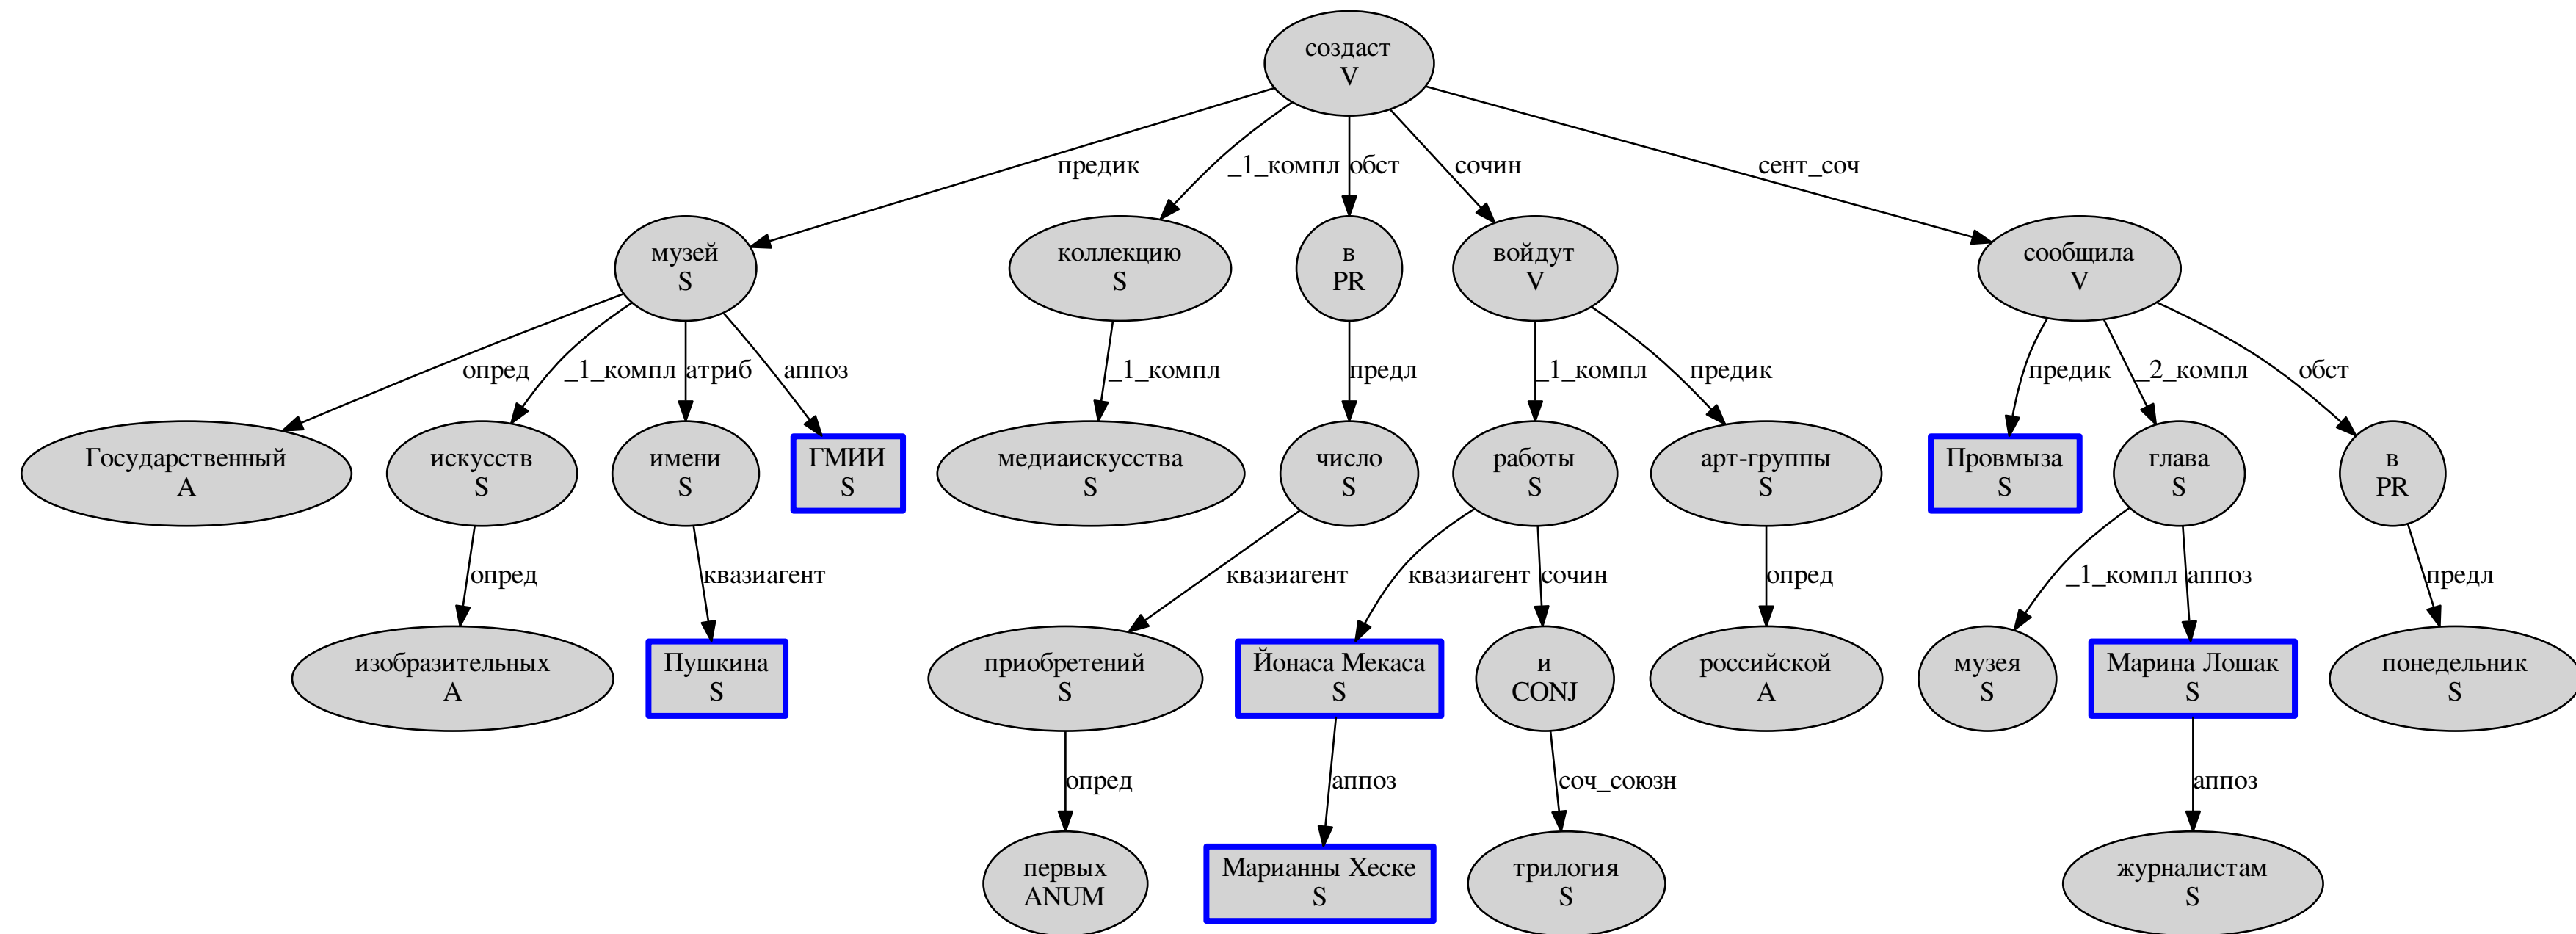 создаст
V
предик
_1_компл
обст
сочин
сент_соч
музей
S
коллекцию
S
в
PR
войдут
V
сообщила
V
опред
_1_компл
атриб
аппоз
_1_компл
предл
_1_компл
предик
предик
_2_компл
обст
Государственный
A
искусств
S
имени
S
ГМИИ
S
медиаискусства
S
число
S
работы
S
арт-группы
S
Провмыза
S
глава
S
в
PR
опред
квазиагент
квазиагент
квазиагент
сочин
опред
_1_компл
аппоз
предл
изобразительных
A
Пушкина
S
приобретений
S
Йонаса Мекаса
S
и
CONJ
российской
A
музея
S
Марина Лошак
S
понедельник
S
опред
аппоз
соч_союзн
аппоз
первых
ANUM
Марианны Хеске
S
трилогия
S
журналистам
S